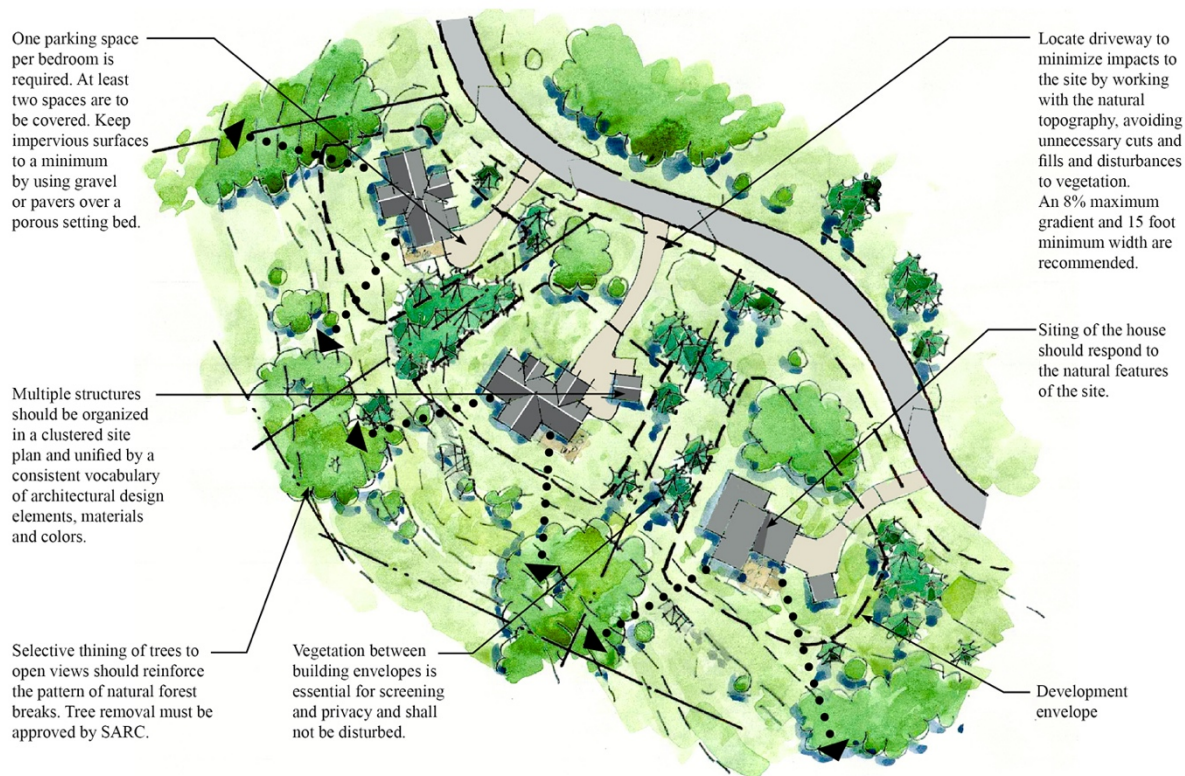 One parking space
per bedroom is
required. At least
two spaces are to
be covered. Keep
impervious surfaces
to a minimum
by using gravel
or pavers over a
porous setting bed.
Multiple structures
should be organized
in a clustered site
plan and unified by a
consistent vocabulary
of architectural design
elements, materials
and colors.
Selective thining of trees to
open views should reinforce
the pattern of natural forest
breaks. Tree removal must be
approved by SARC.
Vegetation between
building envelopes is
essential for screening
and privacy and shall
not be disturbed.
Locate driveway to
minimize impacts to
the site by working
with the natural
topography, avoiding
unnecessary cuts and
fills and disturbances
to vegetation.
An 8% maximum
gradient and 15 foot
minimum width are
recommended.
Siting of the house
should respond to
the natural features
of the site.
Development
envelope